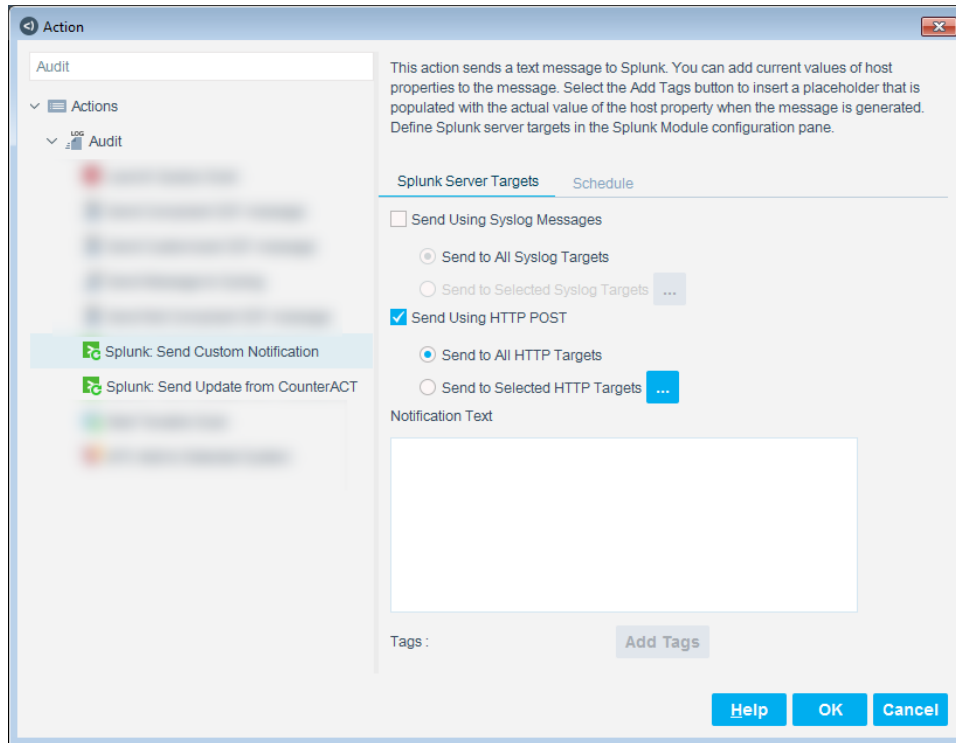 Action
Audit
Actions
LOG
Audit
Splunk: Send Custom Notification
Splunk: Send Update from CounterACT
This action sends a text message to Splunk. You can add current values of host
properties to the message. Select the Add Tags button to insert a placeholder that is
populated with the actual value of the host property when the message is generated.
Define Splunk server targets in the Splunk Module configuration pane.
Splunk Server Targets Schedule
Send Using Syslog Messages
Send to All Syslog Targets
Send to Selected Syslog Targets ...
Send Using HTTP POST
Send to All HTTP Targets
Send to Selected HTTP Targets ...
Notification Text
Tags : Add Tags
Help OK Cancel